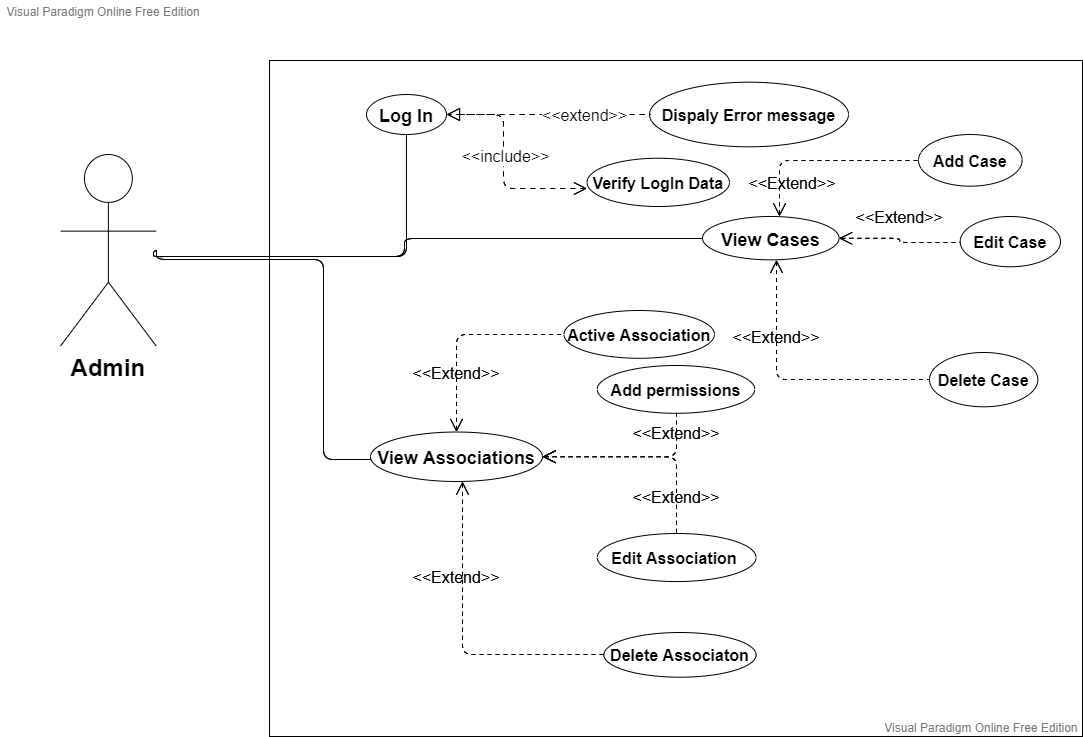 Visual Paradigm Online Free Edition
Log In
<<extend>>
Dispaly Error message
<<include>>
Verify LogIn Data
Add Case
<<Extend>>
<<Extend>>
View Cases
Edit Case
Active Association
<<Extend>>
Admin
<<Extend>>
Add permissions
Delete Case
<<Extend>>
View Associations
<<Extend>>
Edit Association
<<Extend>>
Delete Associaton
Visual Paradigm Online Free Edition